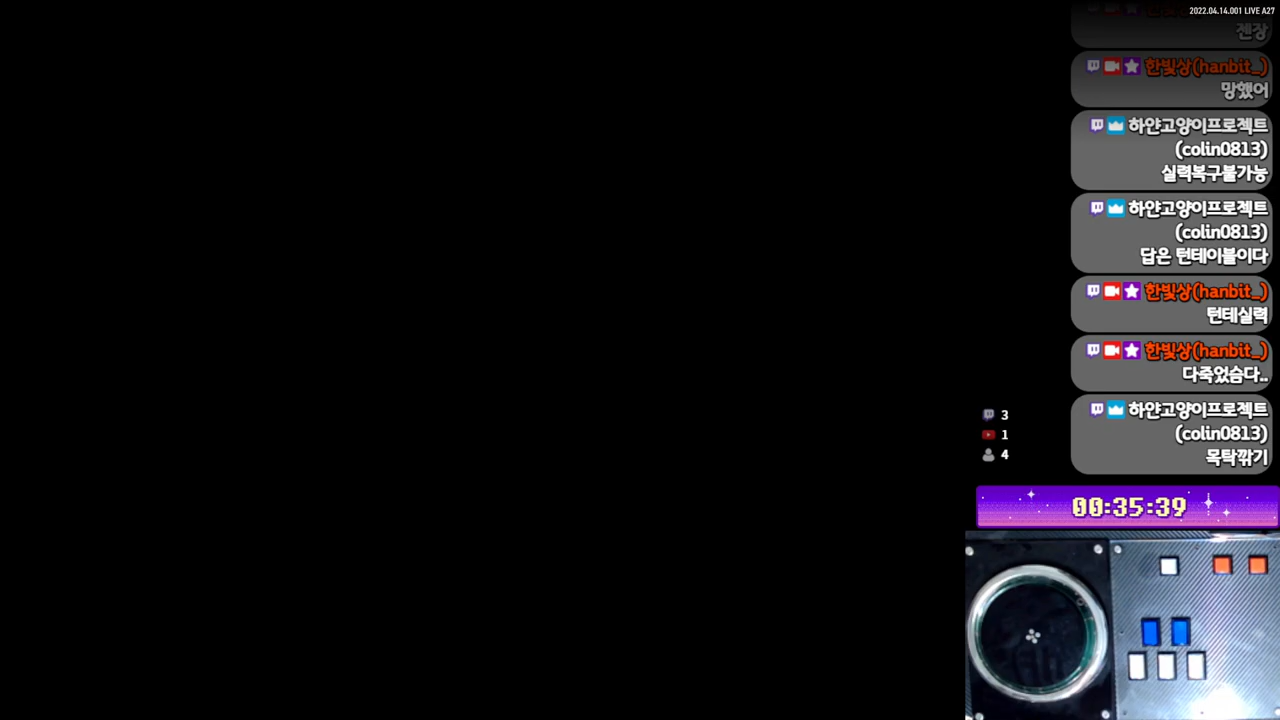 2022.04.14.001 LIVE A27
젠장
한빛상(hanbit_)
망했어
하얀고양이프로젝트
(colin0813)
실력복구불가능
하얀고양이프로젝트
(colin0813)
답은 턴테이블이다
한빛상(hanbit_)
턴테실력
한빛상(hanbit_)
다죽었슴다..
하얀고양이프로젝트
(colin0813)
목탁깎기
3
1
4
00:35:39